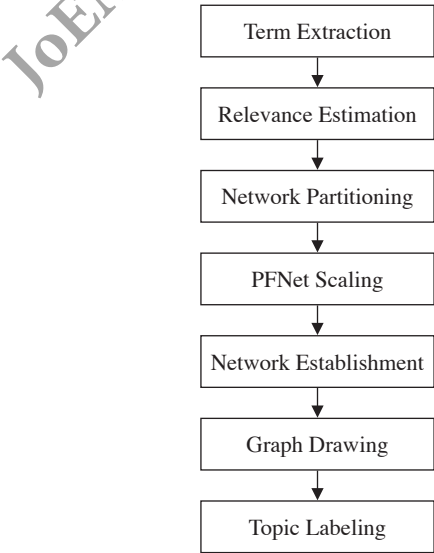 Term Extraction
Relevance Estimation
Network Partitioning
PFNet Scaling
Network Establishment
Graph Drawing
Topic Labeling